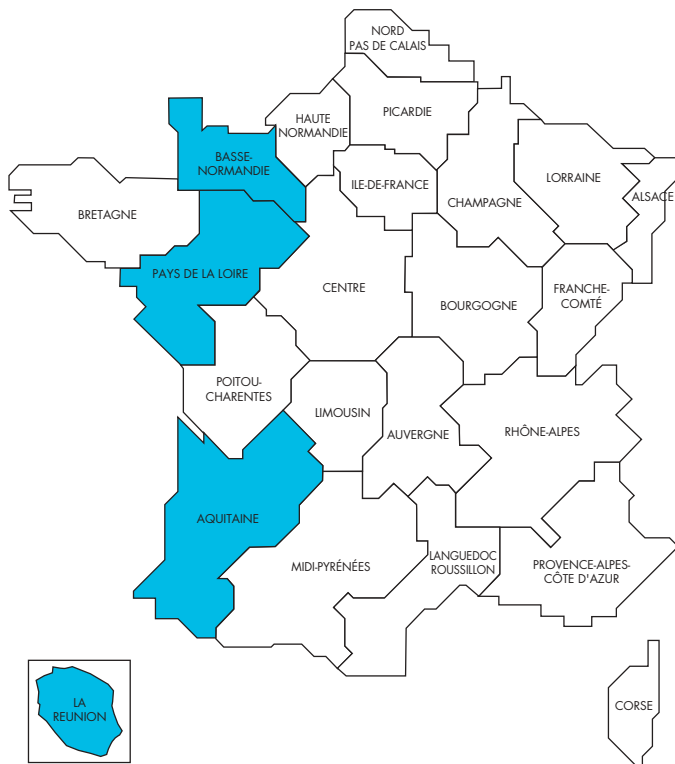 NORD
PAS DE CALAIS
PICARDIE
HAUTE
NORMANDIE
BASSE-
NORMANDIE
ILE-DE-FRANCE
CHAMPAGNE
LORRAINE
ALSACE
BRETAGNE
PAYS DE LA LOIRE
CENTRE
BOURGOGNE
FRANCHE-
COMTÉ
POITOU-
CHARENTES
LIMOUSIN
AUVERGNE
RHÔNE-ALPES
AQUITAINE
MIDI-PYRÉNÉES
LANGUEDOC
ROUSSILLON
PROVENCE-ALPES-
CÔTE D'AZUR
LA
REUNION
CORSE